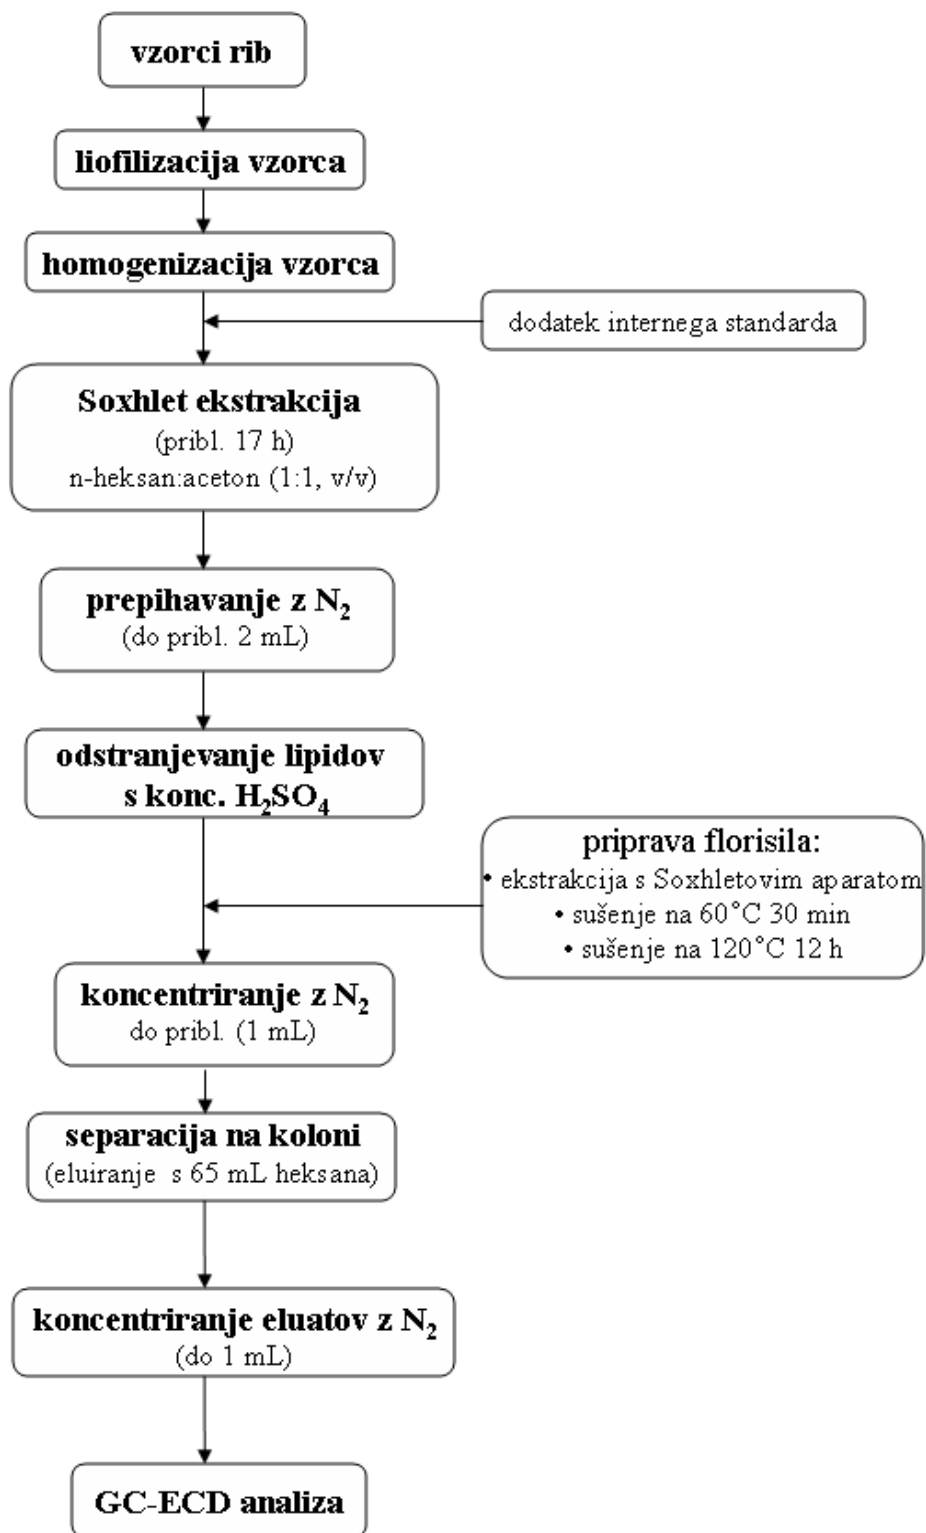 vzorci rib
liofilizacija vzorca
homogenizacija vzorca
dodatek internega standarda
Soxhlet ekstrakcija
(pribl. 17 h)
n-heksan:aceton (1:1, v/v)
prepihavanje z N₂
(do pribl. 2 mL)
odstranjevanje lipidov
s konc. H₂SO₄
priprava florisila:
• ekstrakcija s Soxhletovim aparatom
• sušenje na 60°C 30 min
• sušenje na 120°C 12 h
koncentriranje z N₂
do pribl. (1 mL)
separacija na koloni
(eluiranje s 65 mL heksana)
koncentriranje eluatov z N₂
(do 1 mL)
GC-ECD analiza